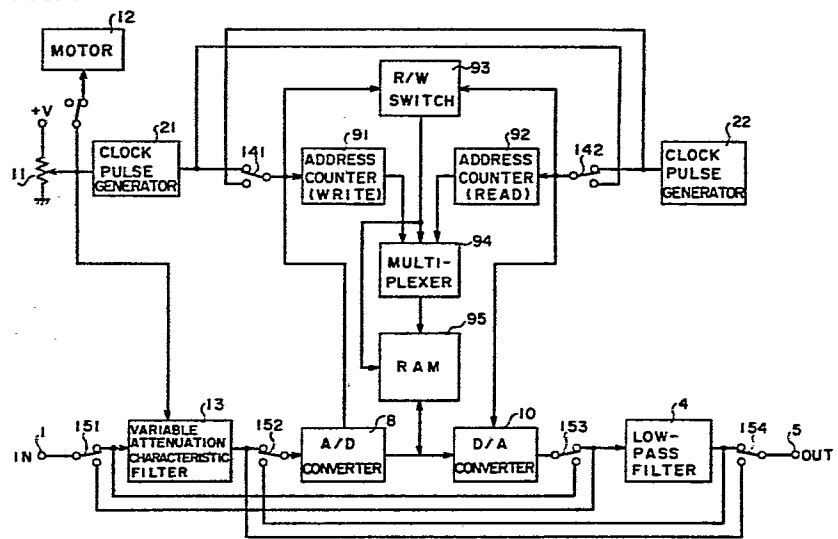 12
MOTOR
+V
11
21
CLOCK
PULSE
GENERATOR
141
91
ADDRESS
COUNTER
(WRITE)
93
R/W
SWITCH
92
ADDRESS
COUNTER
(READ)
142
22
CLOCK
PULSE
GENERATOR
94
MULTI-
PLEXER
95
RAM
IN
1
151
13
VARIABLE
ATTENUATION
CHARACTERISTIC
FILTER
152
8
A/D
CONVERTER
10
D/A
CONVERTER
153
4
LOW-
PASS
FILTER
154
5
OUT